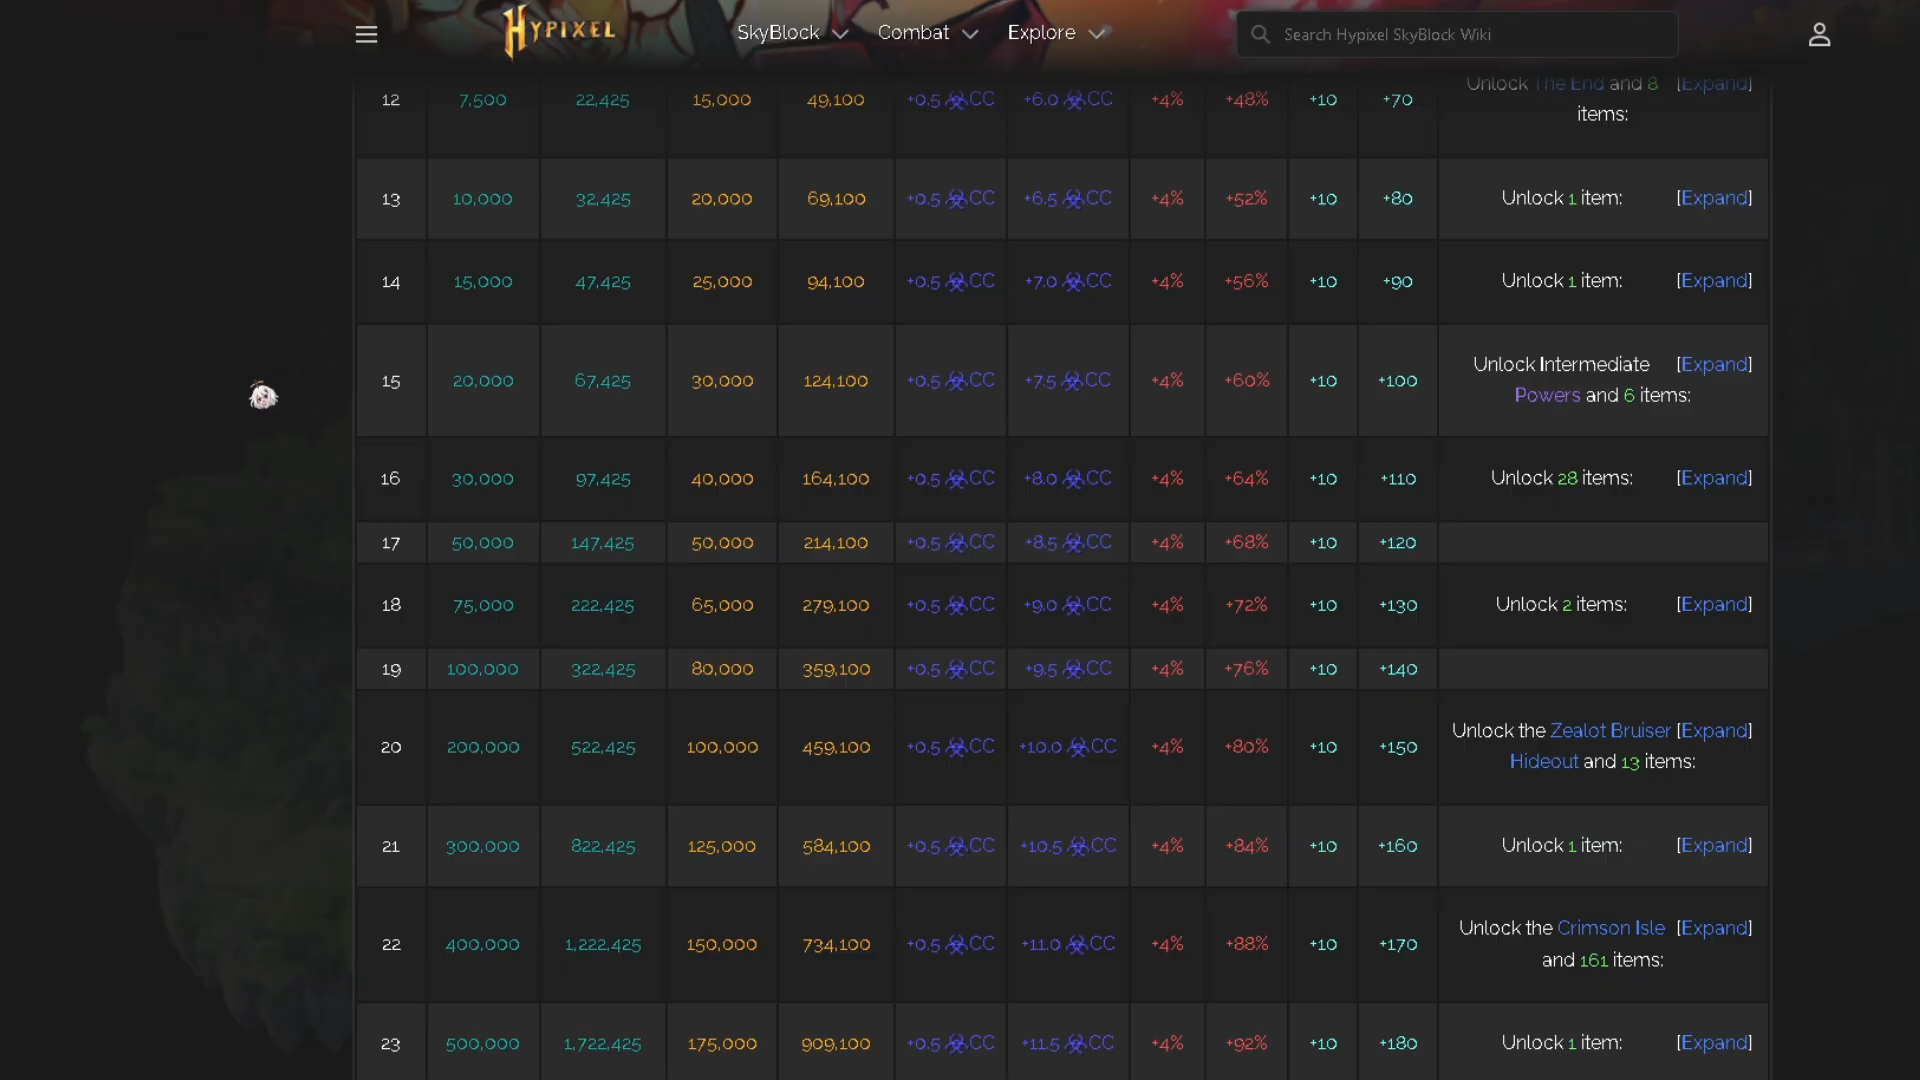 HYPIXEL SkyBlock Combat Explore Search Hypixel SkyBlock Wiki
Unlock The End and 8 [Expand]
12 7,500 22,425 15,000 49,100 +0.5 CC +6.0 CC +4% +48% +10 +70
items:
13 10,000 32,425 20,000 69,100 +0.5 CC +6.5 CC +4% +52% +10 +80 Unlock 1 item: [Expand]
14 15,000 47,425 25,000 94,100 +0.5 CC +7.0 CC +4% +56% +10 +90 Unlock 1 item: [Expand]
Unlock Intermediate [Expand]
15 20,000 67,425 30,000 124,100 +0.5 CC +7.5 CC +4% +60% +10 +100
Powers and 6 items:
16 30,000 97,425 40,000 164,100 +0.5 CC +8.0 CC +4% +64% +10 +110 Unlock 28 items: [Expand]
17 50,000 147,425 50,000 214,100 +0.5 CC +8.5 CC +4% +68% +10 +120
18 75,000 222,425 65,000 279,100 +0.5 CC +9.0 CC +4% +72% +10 +130 Unlock 2 items: [Expand]
19 100,000 322,425 80,000 359,100 +0.5 CC +9.5 CC +4% +76% +10 +140
Unlock the Zealot Bruiser [Expand]
20 200,000 522,425 100,000 459,100 +0.5 CC +10.0 CC +4% +80% +10 +150
Hideout and 13 items:
21 300,000 822,425 125,000 584,100 +0.5 CC +10.5 CC +4% +84% +10 +160 Unlock 1 item: [Expand]
Unlock the Crimson Isle [Expand]
22 400,000 1,222,425 150,000 734,100 +0.5 CC +11.0 CC +4% +88% +10 +170
and 161 items:
23 500,000 1,722,425 175,000 909,100 +0.5 CC +11.5 CC +4% +92% +10 +180 Unlock 1 item: [Expand]